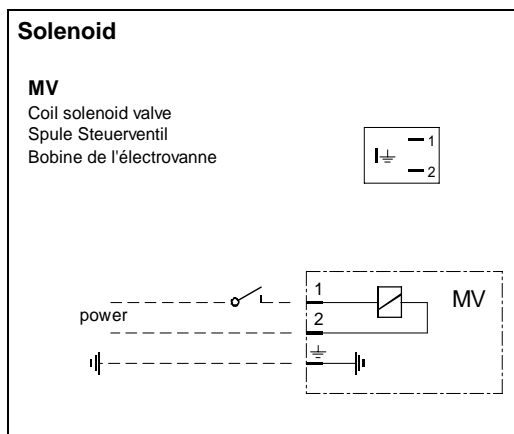 Solenoid
MV
Coil solenoid valve
Spule Steuerventil
Bobine de l'électrovanne
1
2
1
MV
power
2